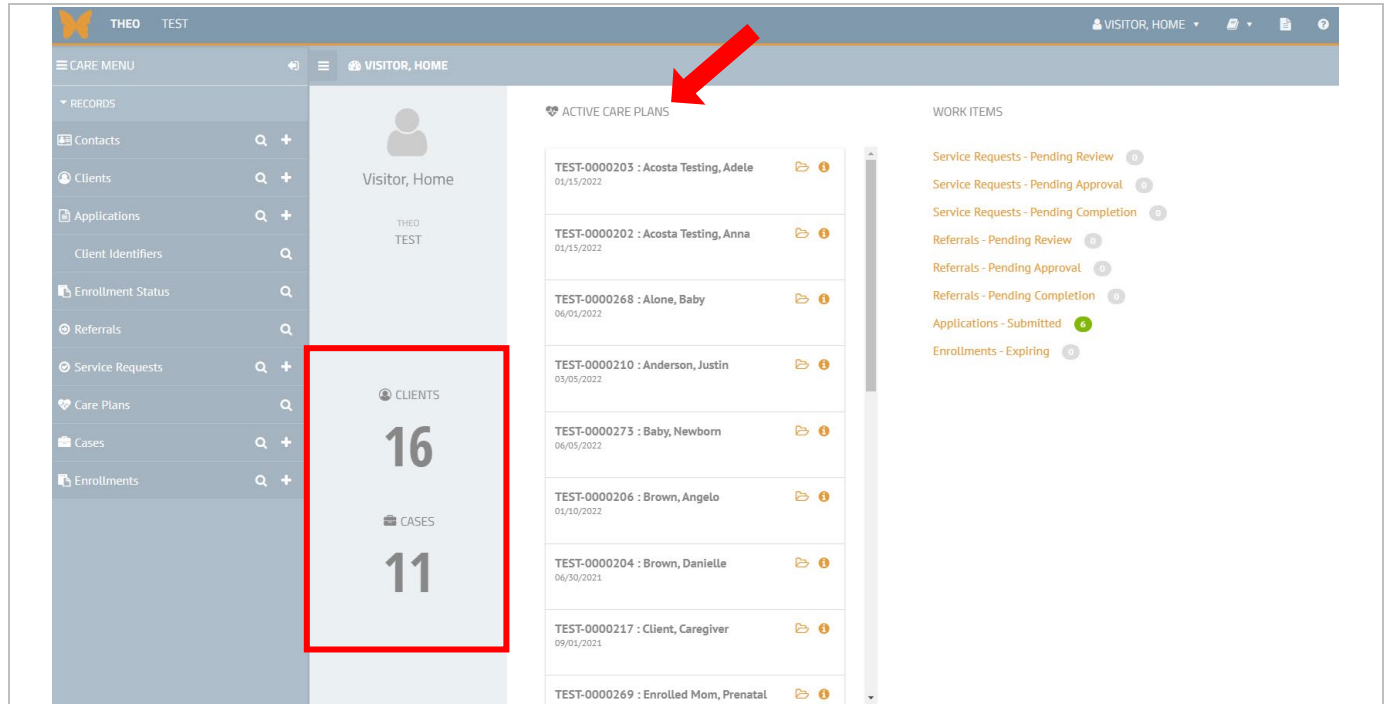 THEO TEST
VISITOR, HOME
CARE MENU
VISITOR, HOME
RECORDS
Contacts
Clients
Applications
Client Identifiers
Enrollment Status
Referrals
Service Requests
Care Plans
Cases
Enrollments
Visitor, Home
THEO
TEST
CLIENTS
16
CASES
11
ACTIVE CARE PLANS
TEST-0000203 : Acosta Testing, Adele
01/15/2022
TEST-0000202 : Acosta Testing, Anna
01/15/2022
TEST-0000268 : Alone, Baby
06/01/2022
TEST-0000210 : Anderson, Justin
03/05/2022
TEST-0000273 : Baby, Newborn
06/05/2022
TEST-0000206 : Brown, Angelo
01/10/2022
TEST-0000204 : Brown, Danielle
06/30/2021
TEST-0000217 : Client, Caregiver
09/01/2021
TEST-0000269 : Enrolled Mom, Prenatal
WORK ITEMS
Service Requests - Pending Review 0
Service Requests - Pending Approval 0
Service Requests - Pending Completion 0
Referrals - Pending Review 0
Referrals - Pending Approval 0
Referrals - Pending Completion 0
Applications - Submitted 6
Enrollments - Expiring 0